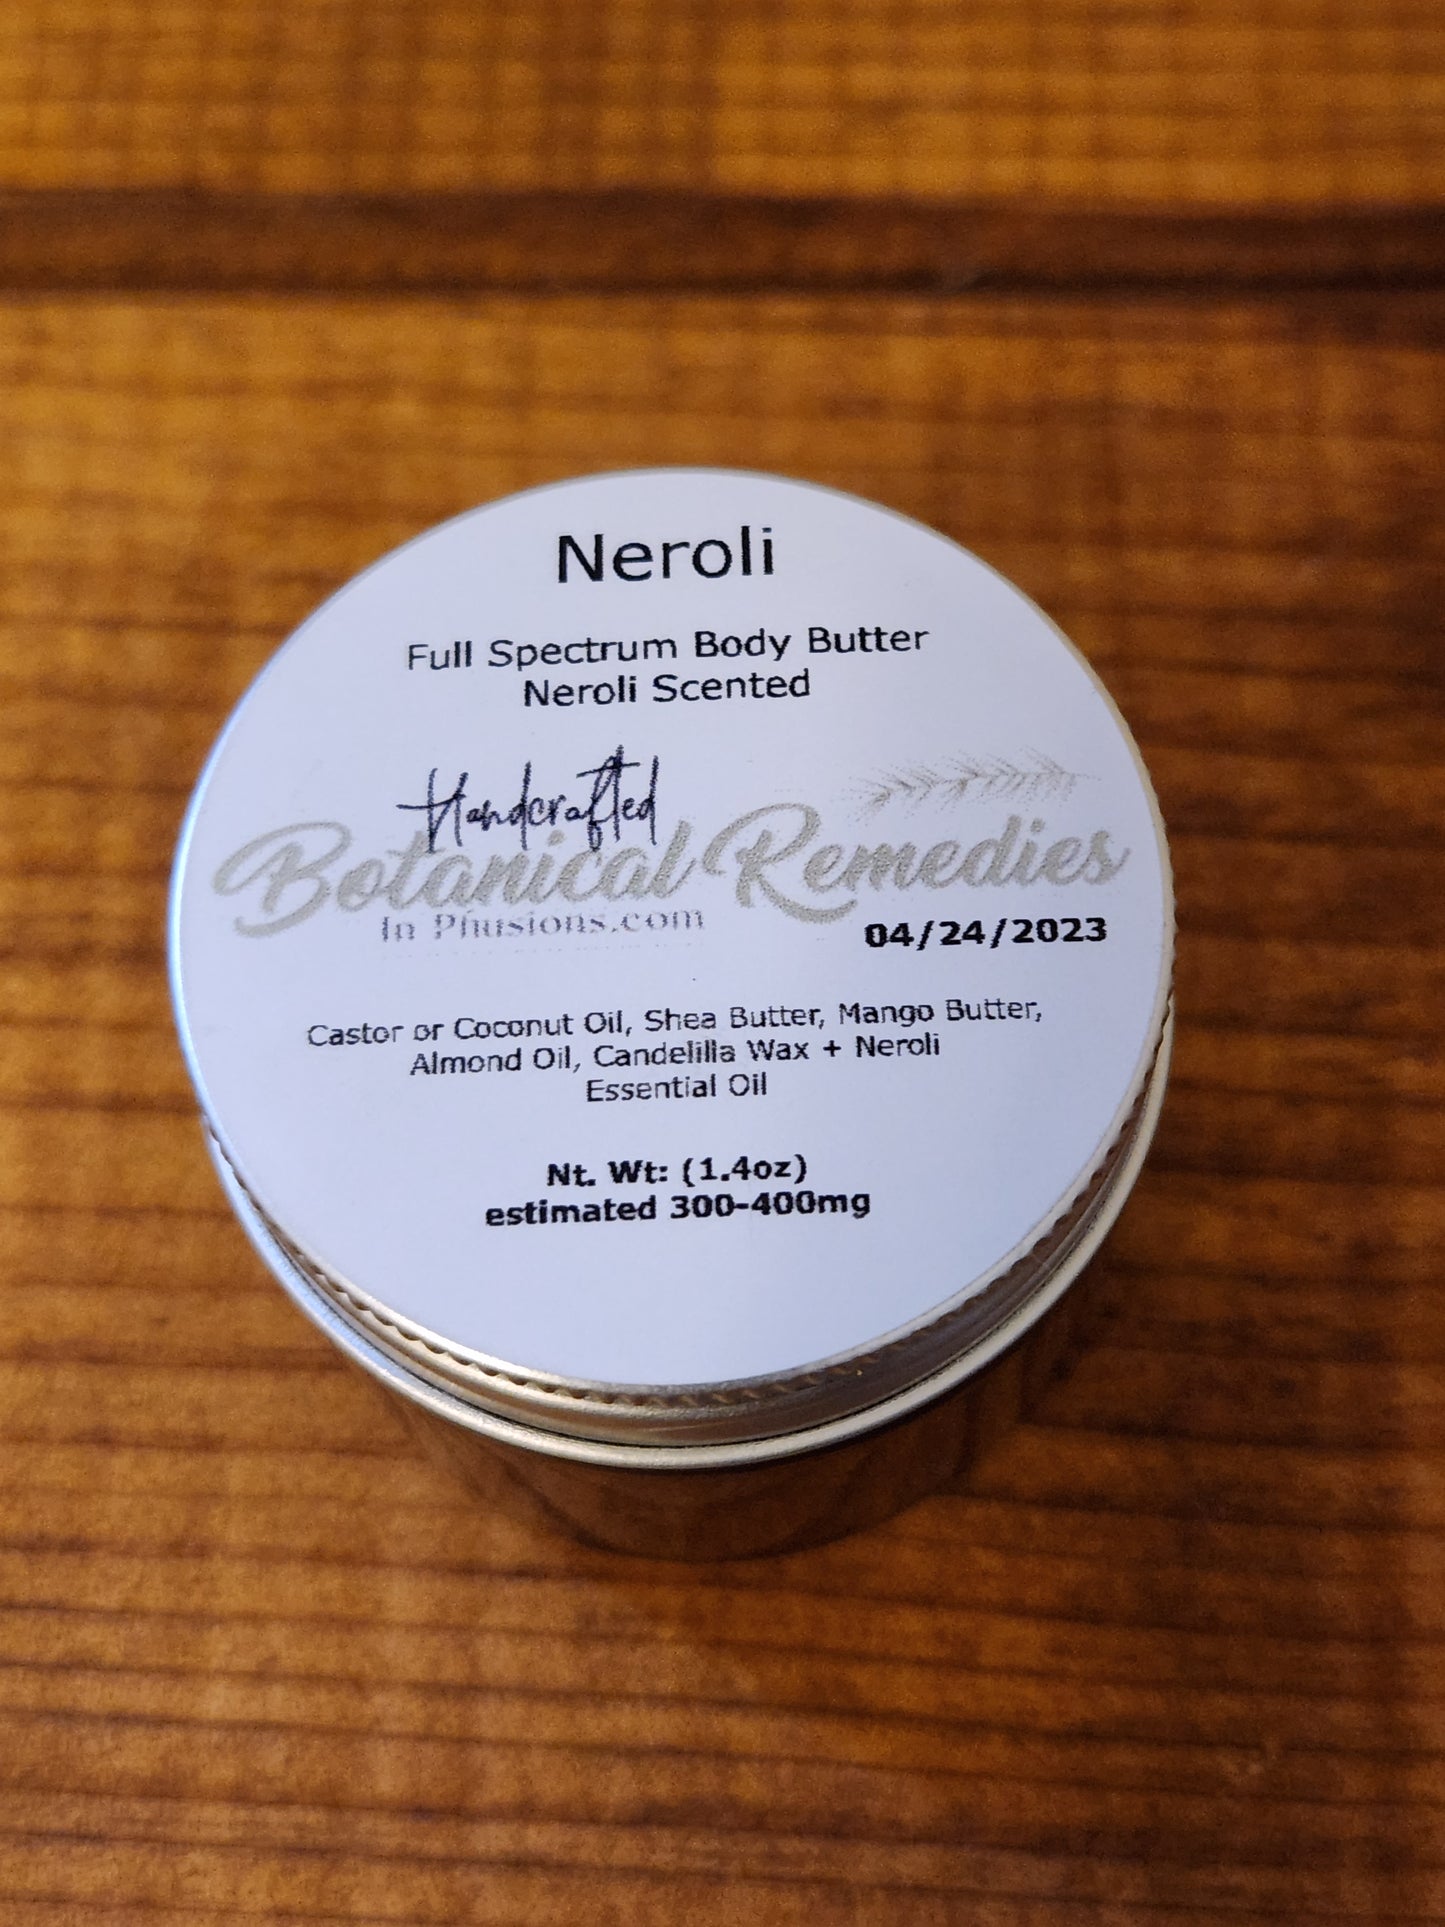 Neroli
Full Spectrum Body Butter
Neroli Scented
Handcrafted
Botanical Remedies
In Phusions.com
04/24/2023
Castor or Coconut Oil, Shea Butter, Mango Butter,
Almond Oil, Candelilla Wax + Neroli
Essential Oil
Nt. Wt: (1.4oz)
estimated 300-400mg